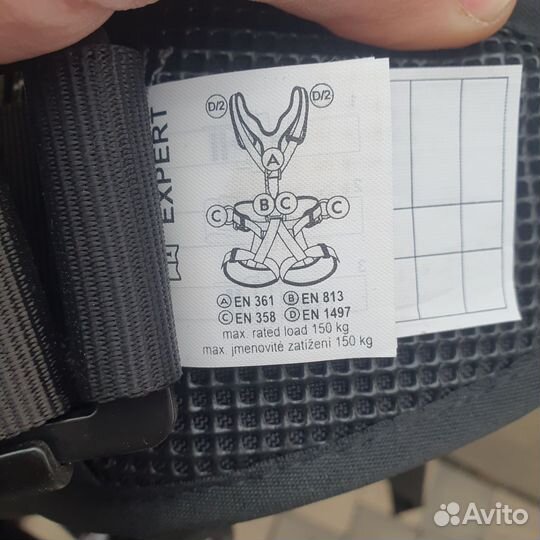 EXPERT
D/2 D/2
A
B C
C C
A EN 361 B EN 813
C EN 358 D EN 1497
max. rated load 150 kg
max. jmenovité zatížení 150 kg
Avito